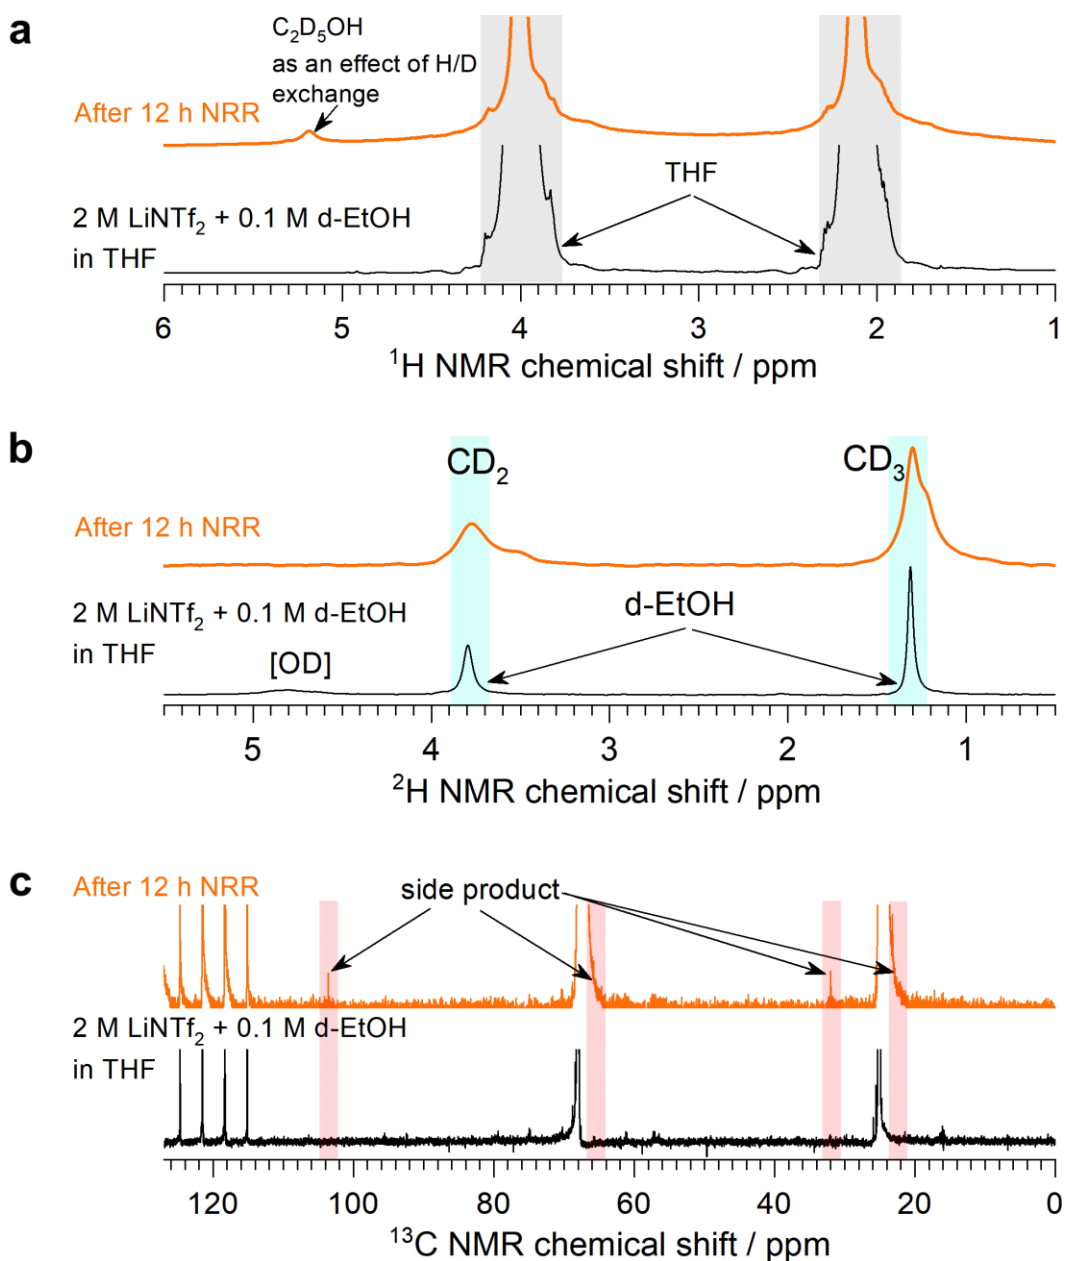 a
C₂D₅OH
as an effect of H/D
exchange
After 12 h NRR
THF
2 M LiNTf₂ + 0.1 M d-EtOH
in THF
6 5 4 3 2 1
¹H NMR chemical shift / ppm
b
CD₂
CD₃
After 12 h NRR
2 M LiNTf₂ + 0.1 M d-EtOH
in THF
d-EtOH
[OD]
5 4 3 2 1
²H NMR chemical shift / ppm
c
After 12 h NRR
side product
2 M LiNTf₂ + 0.1 M d-EtOH
in THF
120 100 80 60 40 20 0
¹³C NMR chemical shift / ppm